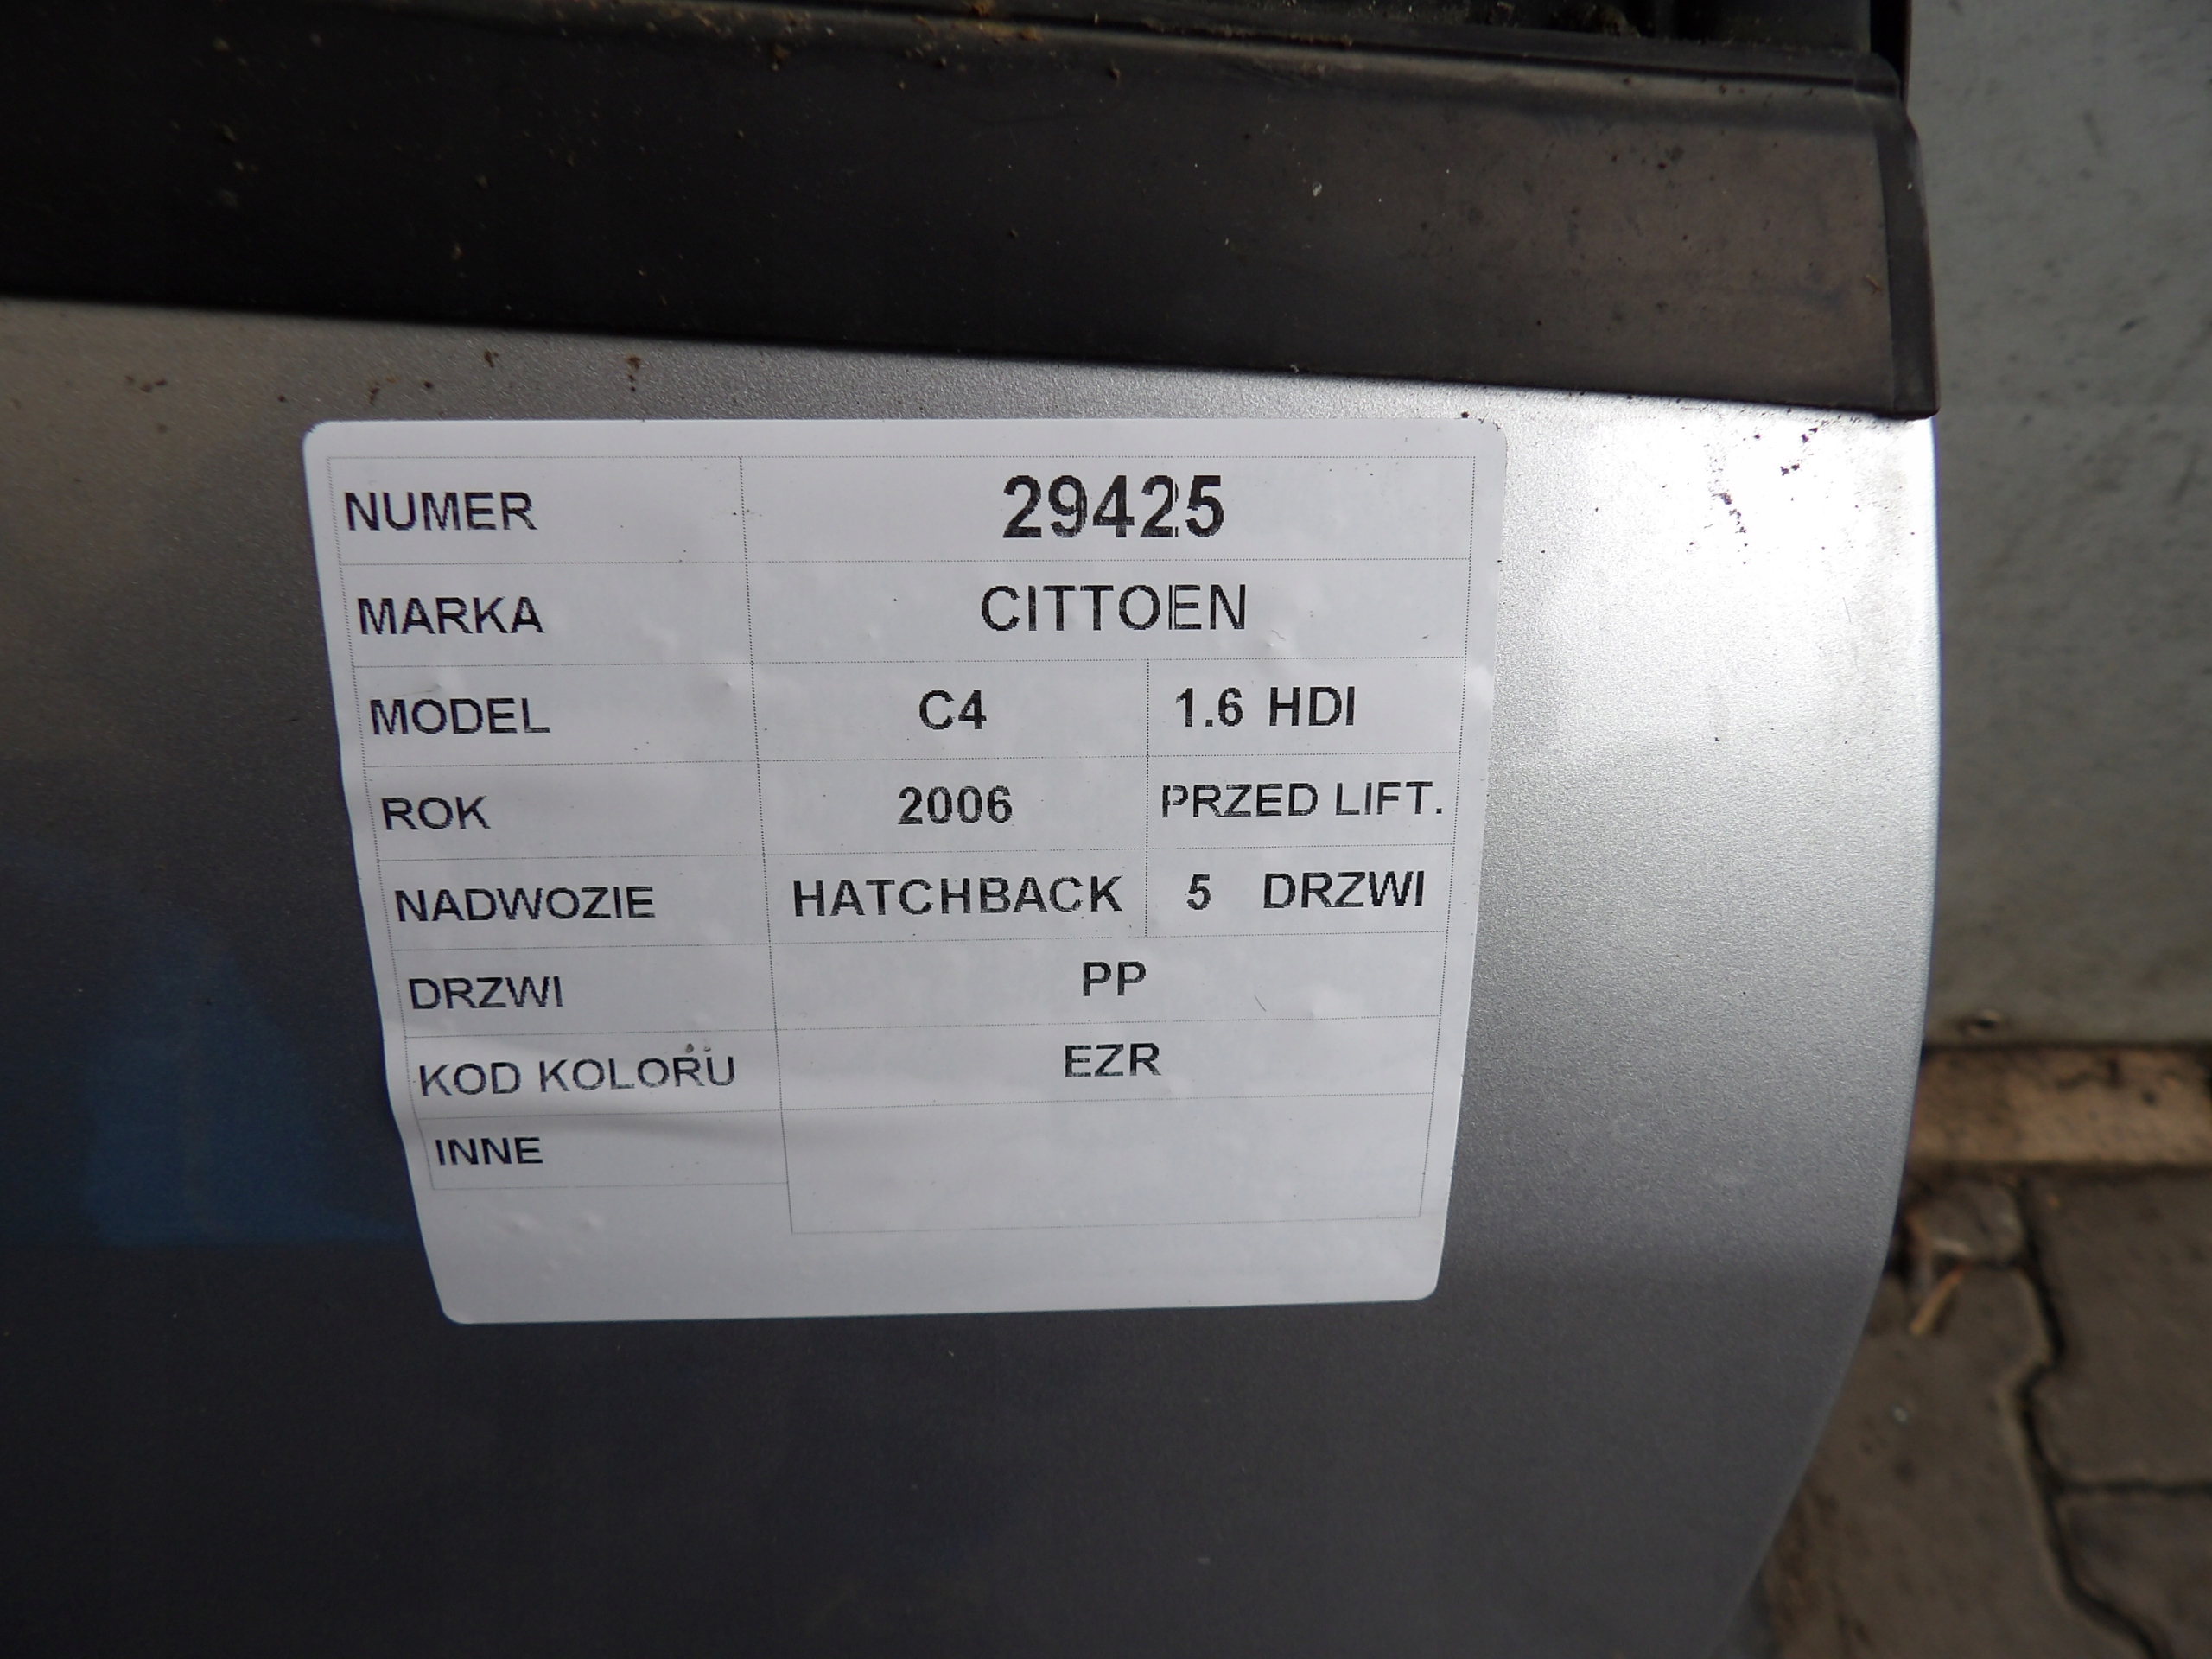 NUMER 29425
MARKA CITTOEN
MODEL C4 1.6 HDI
ROK 2006 PRZED LIFT.
NADWOZIE HATCHBACK 5 DRZWI
DRZWI PP
KOD KOLORU EZR
INNE